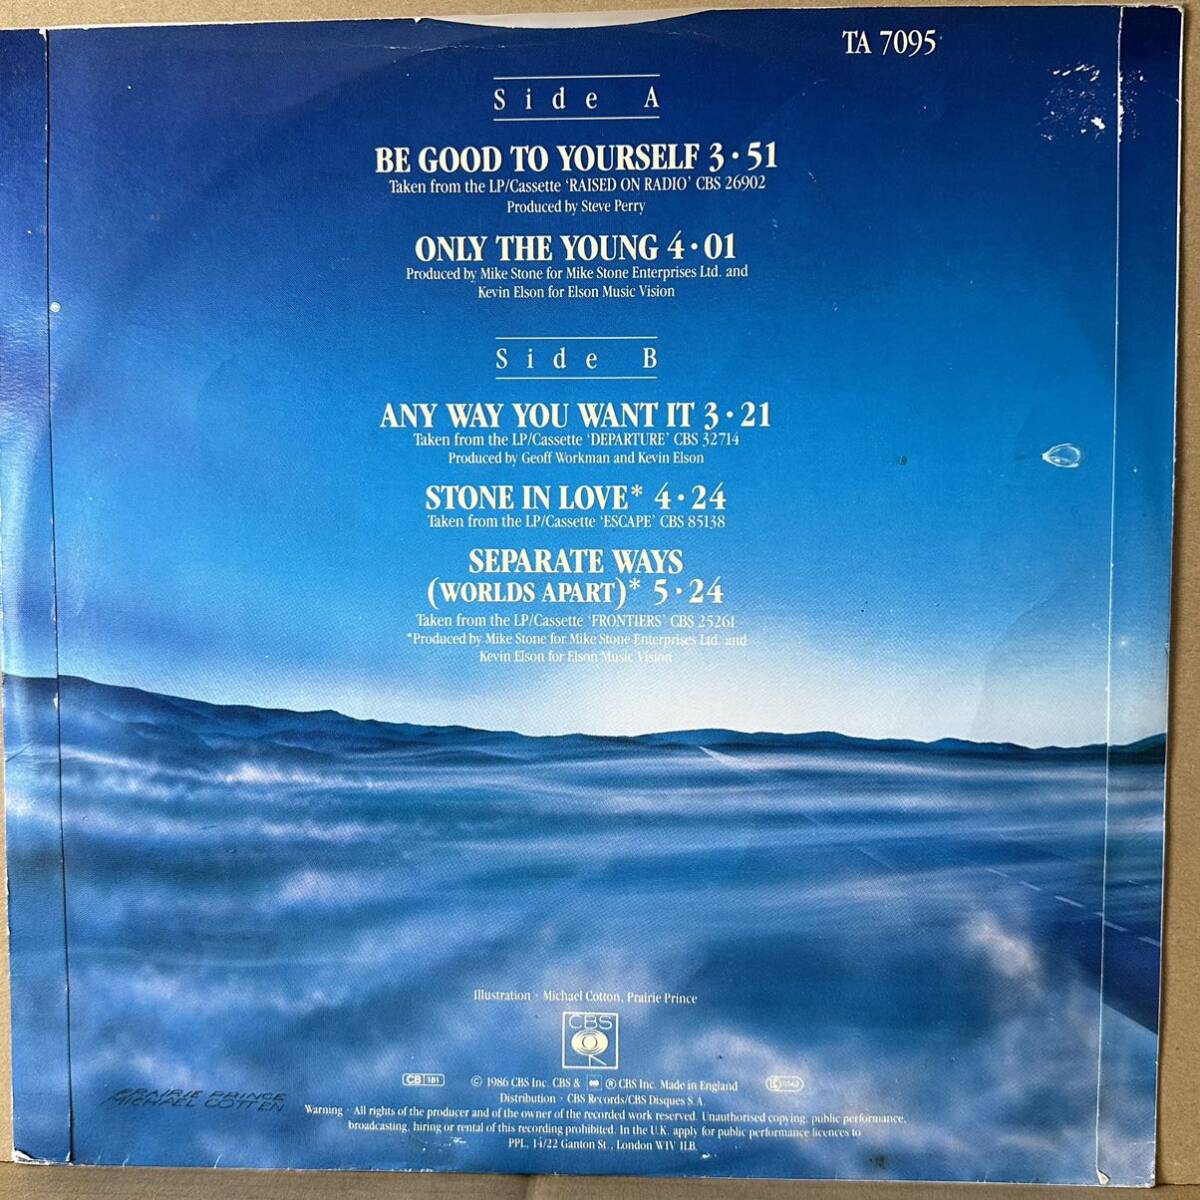 TA 7095
Side A
BE GOOD TO YOURSELF 3·51
Taken from the LP/Cassette ‘RAISED ON RADIO’ CBS 26902
Produced by Steve Perry
ONLY THE YOUNG 4·01
Produced by Mike Stone for Mike Stone Enterprises Ltd. and
Kevin Elson for Elson Music Vision
Side B
ANY WAY YOU WANT IT 3·21
Taken from the LP/Cassette ‘DEPARTURE’ CBS 32714
Produced by Geoff Workman and Kevin Elson
STONE IN LOVE* 4·24
Taken from the LP/Cassette ‘ESCAPE’ CBS 85138
SEPARATE WAYS
(WORLDS APART)* 5·24
Taken from the LP/Cassette ‘FRONTIERS’ CBS 25261
*Produced by Mike Stone for Mike Stone Enterprises Ltd. and
Kevin Elson for Elson Music Vision
Illustration · Michael Cotton, Prairie Prince
CBS
CB 181 © 1986 CBS Inc. CBS & ® CBS Inc. Made in England
Distribution · CBS Records/CBS Disques S.A.
PRAIRIE PRINCE
MICHAEL COTTEN
Warning · All rights of the producer and of the owner of the recorded work reserved. Unauthorised copying, public performance,
broadcasting, hiring or rental of this recording prohibited. In the U.K. apply for public performance licences to
PPL, 14/22 Ganton St., London W1V 1LB.